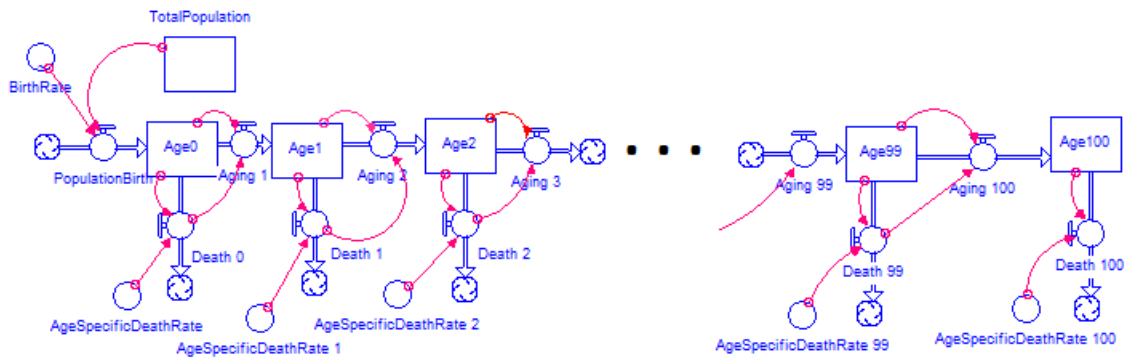 TotalPopulation
BirthRate
Age0
Age1
Age2
Age99
Age100
PopulationBirth
Aging 1
Aging 2
Aging 3
Aging 99
Aging 100
Death 0
Death 1
Death 2
Death 99
Death 100
AgeSpecificDeathRate
AgeSpecificDeathRate 1
AgeSpecificDeathRate 2
AgeSpecificDeathRate 99
AgeSpecificDeathRate 100